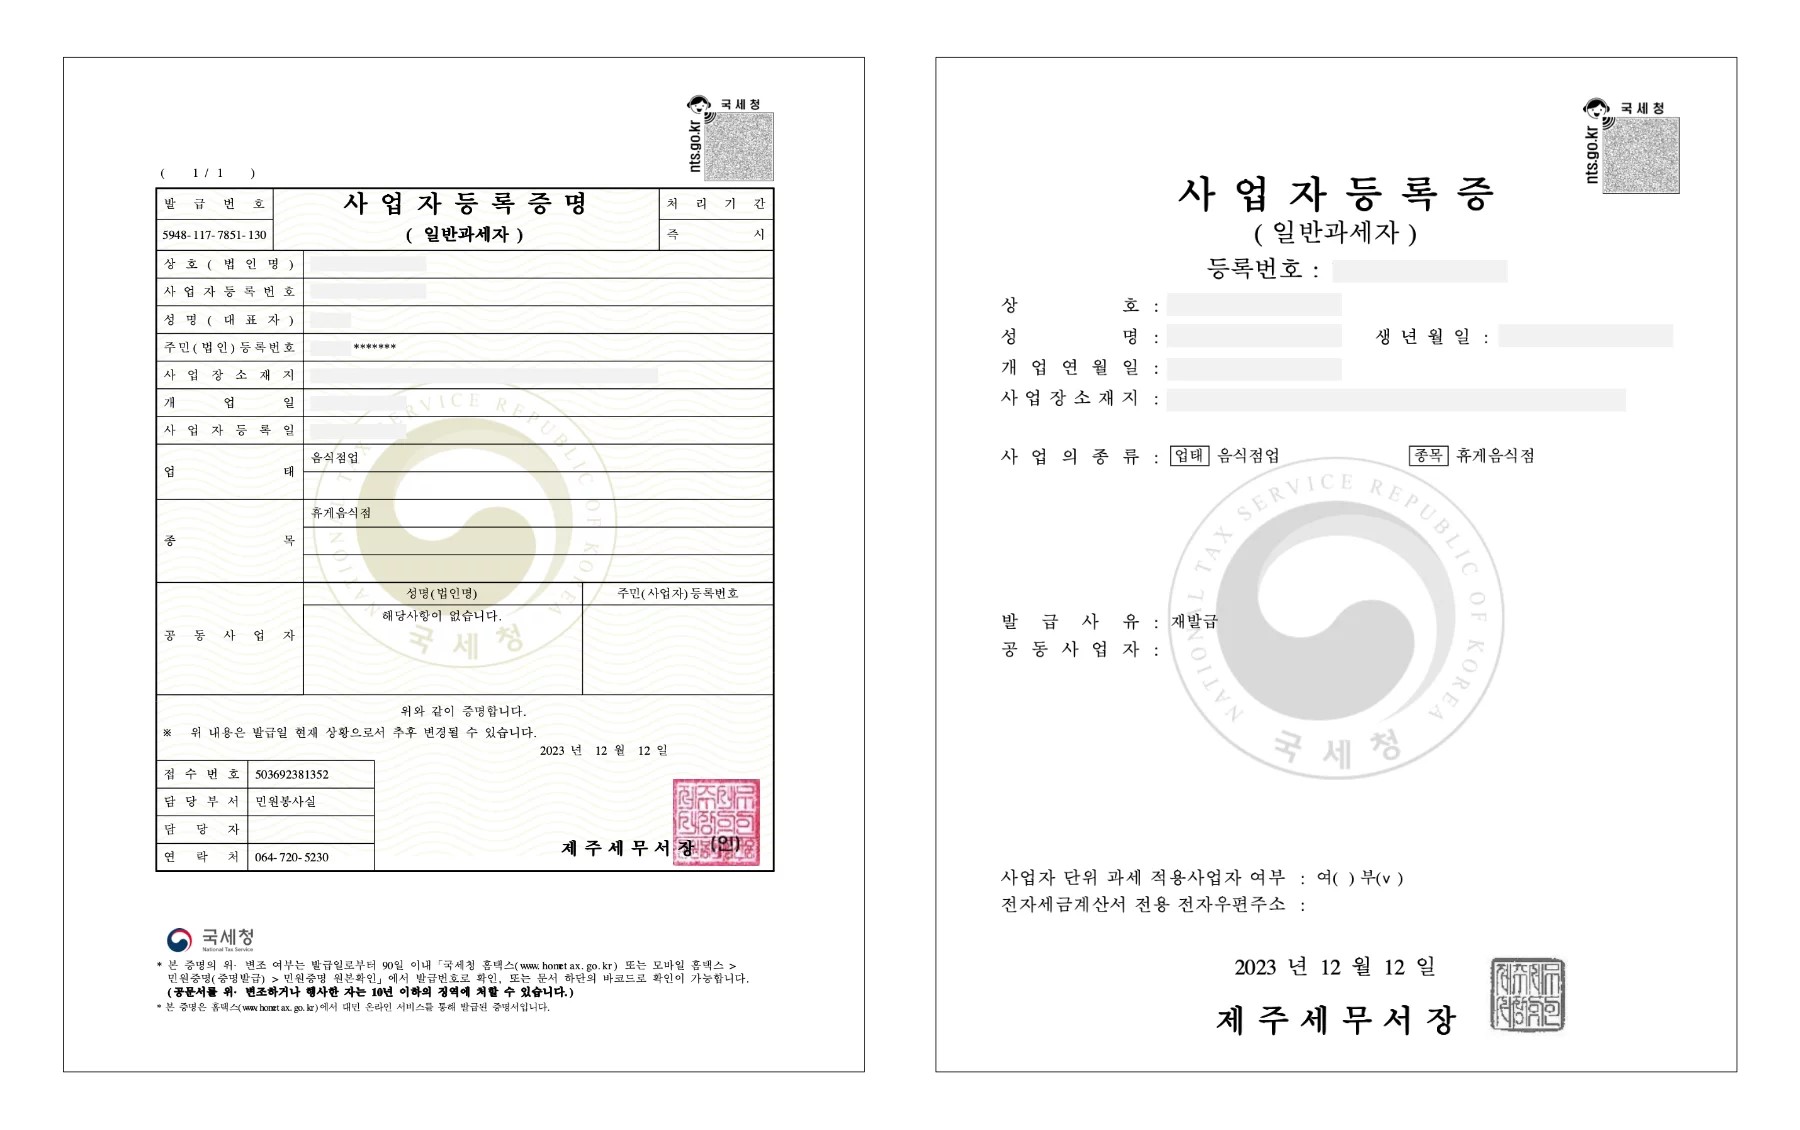 국세청
nts.go.kr
( 1 / 1 )
발 급 번 호
사 업 자 등 록 증 명
처 리 기 간
5948-117-7851-130
( 일반과세자 )
즉 시
상 호 ( 법 인 명 )
사 업 자 등 록 번 호
성 명 ( 대 표 자 )
주민(법인)등록번호 *******
사 업 장 소 재 지
개 업 일
사 업 자 등 록 일
업 태
음식점업
종 목
휴게음식점
공 동 사 업 자
성명(법인명)
주민(사업자)등록번호
해당사항이 없습니다.
NATIONAL TAX SERVICE REPUBLIC OF KOREA
국세청
위와 같이 증명합니다.
※ 위 내용은 발급일 현재 상황으로서 추후 변경될 수 있습니다.
2023 년 12 월 12 일
접 수 번 호 503692381352
담 당 부 서 민원봉사실
담 당 자
연 락 처 064-720-5230
제 주 세 무 서 장 (인)
국세청
National Tax Service
* 본 증명의 위·변조 여부는 발급일로부터 90일 이내「국세청 홈택스(www.hometax.go.kr) 또는 모바일 홈택스 >
민원증명(증명발급) > 민원증명 원본확인」에서 발급번호로 확인, 또는 문서 하단의 바코드로 확인이 가능합니다.
(공문서를 위·변조하거나 행사한 자는 10년 이하의 징역에 처할 수 있습니다.)
* 본 증명은 홈택스(www.hometax.go.kr)에서 대민 온라인 서비스를 통해 발급된 증명서입니다.
국세청
nts.go.kr
사 업 자 등 록 증
( 일반과세자 )
등록번호 :
상 호 :
성 명 : 생 년 월 일 :
개 업 연 월 일 :
사 업 장 소 재 지 :
사 업 의 종 류 : 업태 음식점업 종목 휴게음식점
NATIONAL TAX SERVICE REPUBLIC OF KOREA
국세청
발 급 사 유 : 재발급
공 동 사 업 자 :
사업자 단위 과세 적용사업자 여부 : 여( ) 부(v )
전자세금계산서 전용 전자우편주소 :
2023 년 12 월 12 일
제 주 세 무 서 장